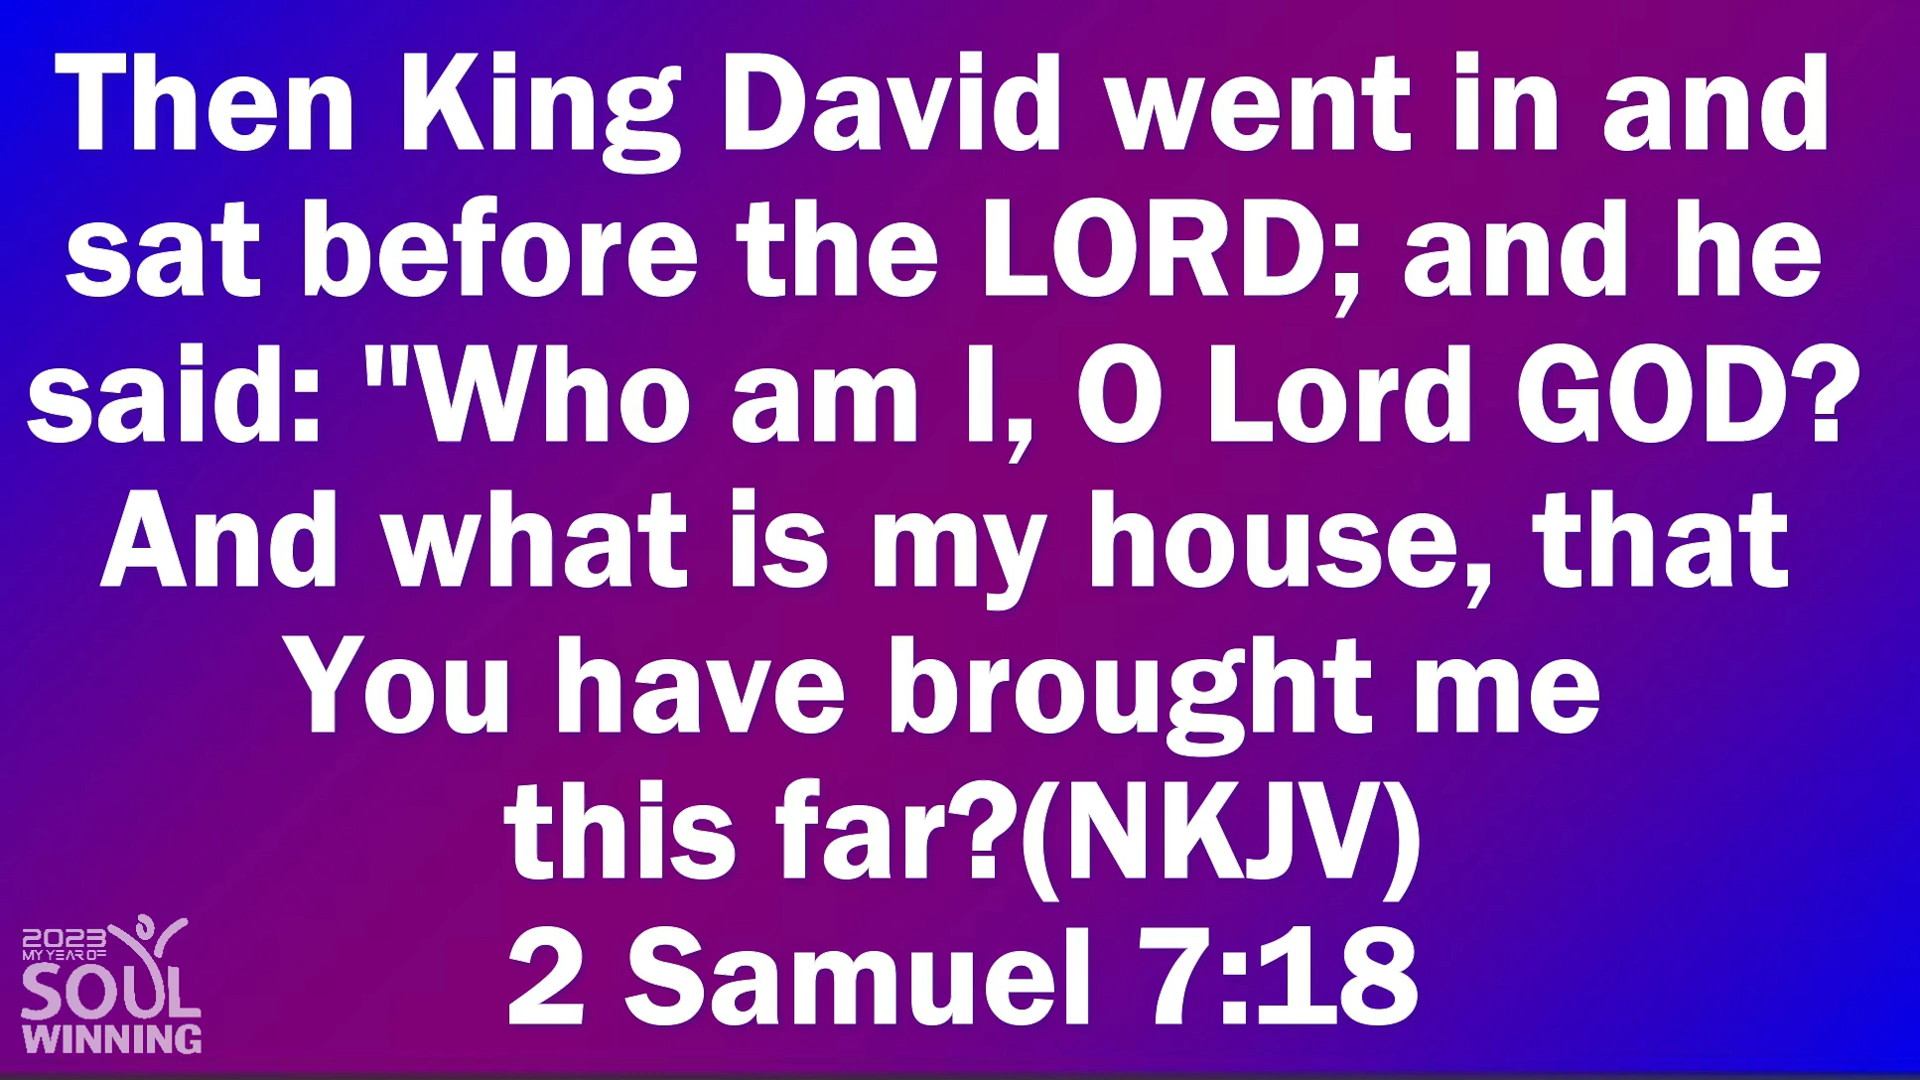 Then King David went in and
sat before the LORD; and he
said: "Who am I, O Lord GOD?
And what is my house, that
You have brought me
this far?(NKJV)
2 Samuel 7:18
2023
MY YEAR OF
SOUL
WINNING